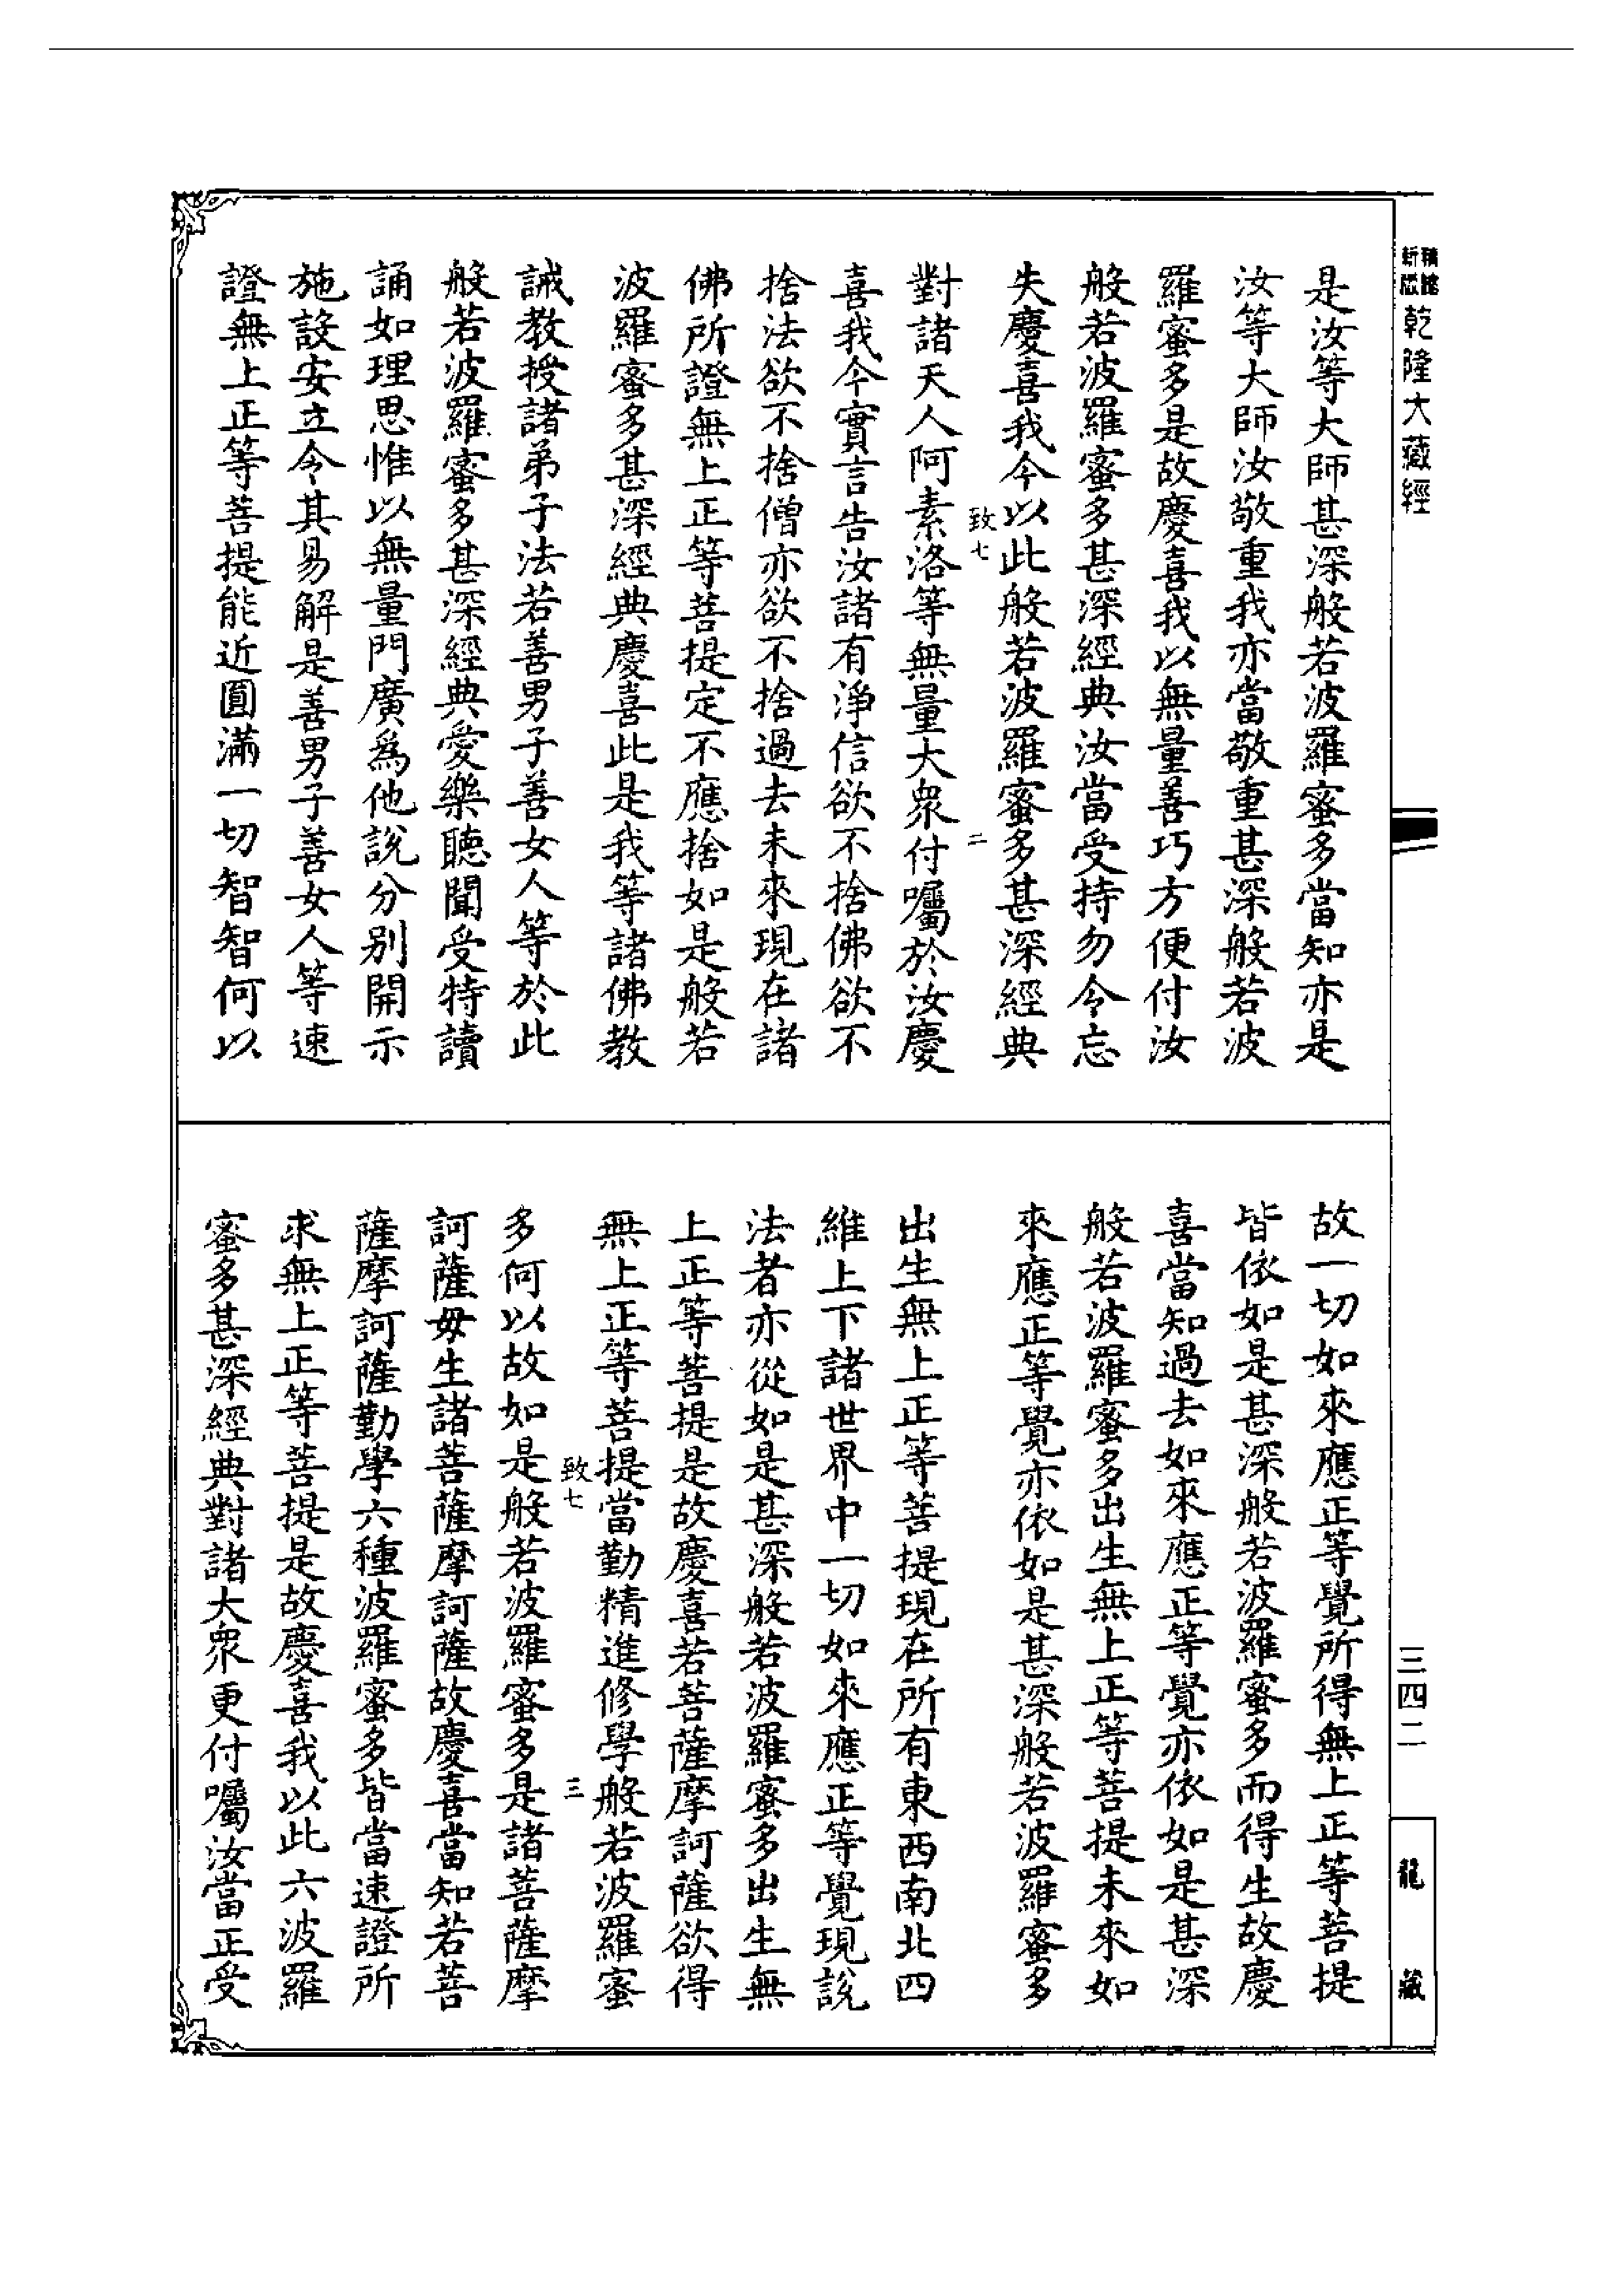 乾隆大藏經
是汝等大師甚深般若波羅蜜多當知亦是
汝等大師汝敬重我亦當敬重甚深般若波
羅蜜多是故慶喜我以無量善巧方便付汝
般若波羅蜜多甚深經典汝當受持勿令忘
失慶喜我今以此般若波羅蜜多甚深經典
致七 二
對諸天人阿素洛等無量大眾付囑於汝慶
喜我今實言告汝諸有淨信欲不捨佛欲不
捨法欲不捨僧亦欲不捨過去未來現在諸
佛所證無上正等菩提定不應捨如是般若
波羅蜜多甚深經典慶喜此是我等諸佛教
誡教授諸弟子法若善男子善女人等於此
般若波羅蜜多甚深經典愛樂聽聞受持讀
誦如理思惟以無量門廣為他說分別開示
施設安立令其易解是善男子善女人等速
證無上正等菩提能近圓滿一切智智何以
故一切如來應正等覺所得無上正等菩提
皆依如是甚深般若波羅蜜多而得生故慶
喜當知過去如來應正等覺亦依如是甚深
般若波羅蜜多出生無上正等菩提未來如
來應正等覺亦依如是甚深般若波羅蜜多
出生無上正等菩提現在所有東西南北四
維上下諸世界中一切如來應正等覺現說
法者亦從如是甚深般若波羅蜜多出生無
上正等菩提是故慶喜若菩薩摩訶薩欲得
無上正等菩提當勤精進修學般若波羅蜜
致七 三
多何以故如是般若波羅蜜多是諸菩薩摩
訶薩母生諸菩薩摩訶薩故慶喜當知若菩
薩摩訶薩勤學六種波羅蜜多皆當速證所
求無上正等菩提是故慶喜我以此六波羅
蜜多甚深經典對諸大眾更付囑汝當正受
三四二
龍藏